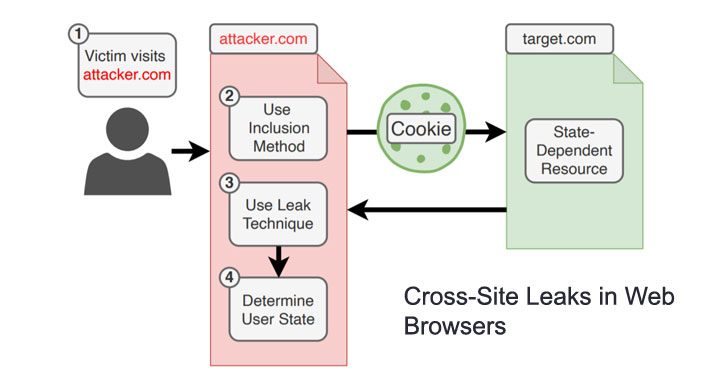 1
Victim visits
attacker.com
attacker.com
2
Use
Inclusion
Method
3
Use Leak
Technique
4
Determine
User State
Cookie
target.com
State-
Dependent
Resource
Cross-Site Leaks in Web
Browsers